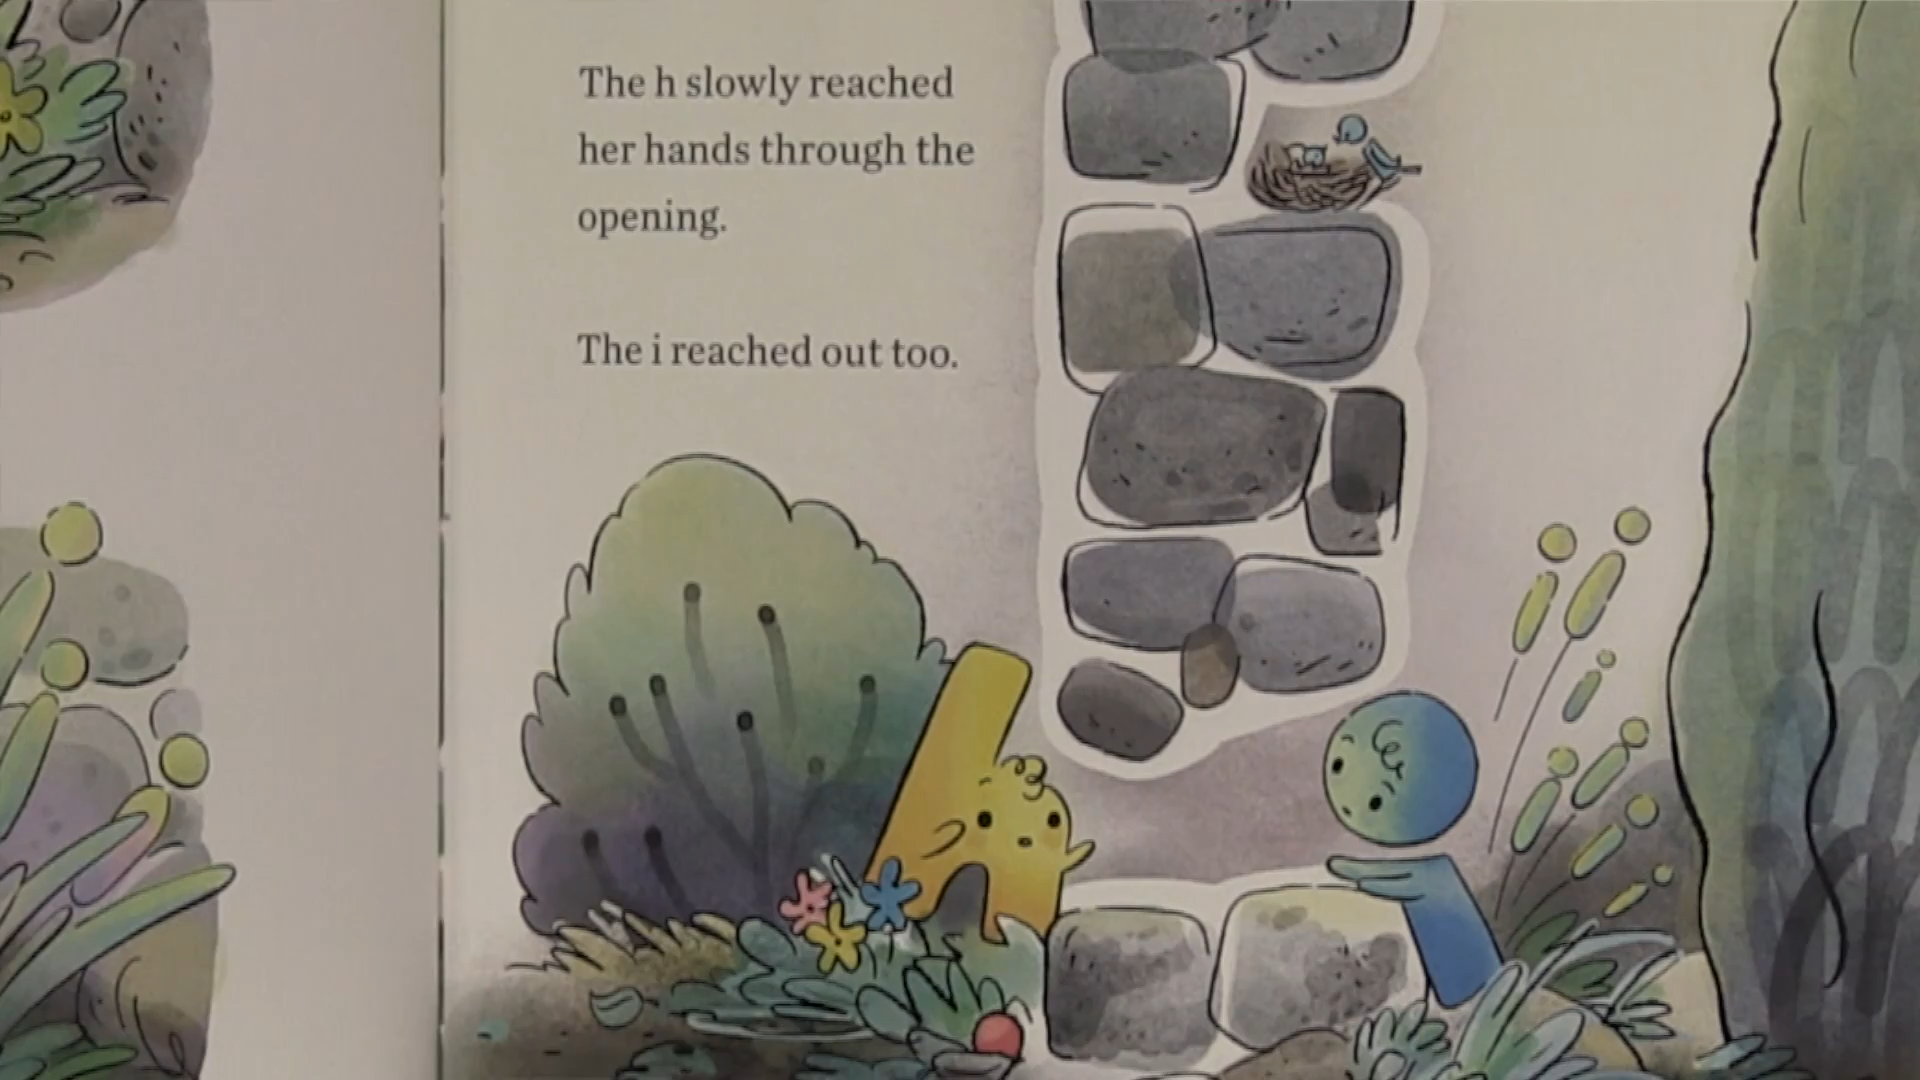 The h slowly reached
her hands through the
opening.
The i reached out too.